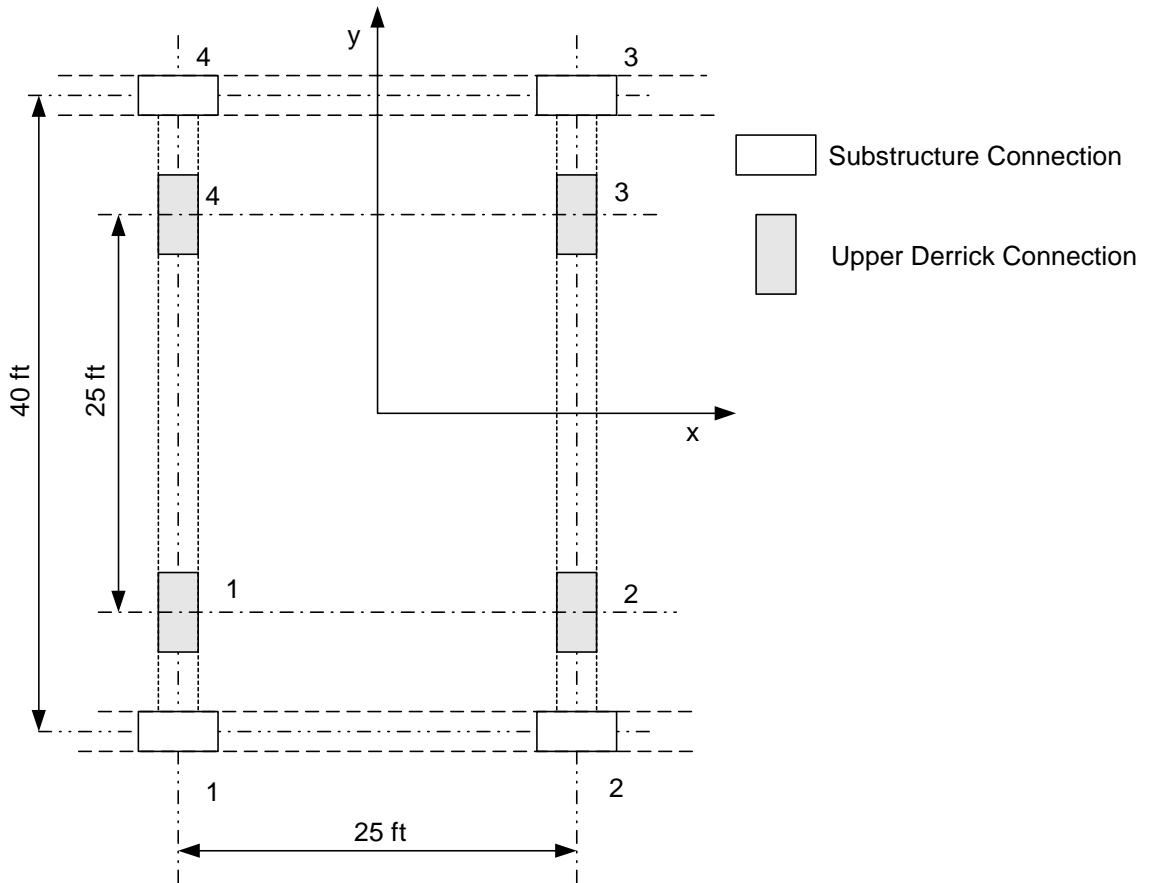 y
4
3
Substructure Connection
4
3
Upper Derrick Connection
40 ft
25 ft
x
1
2
1
2
25 ft